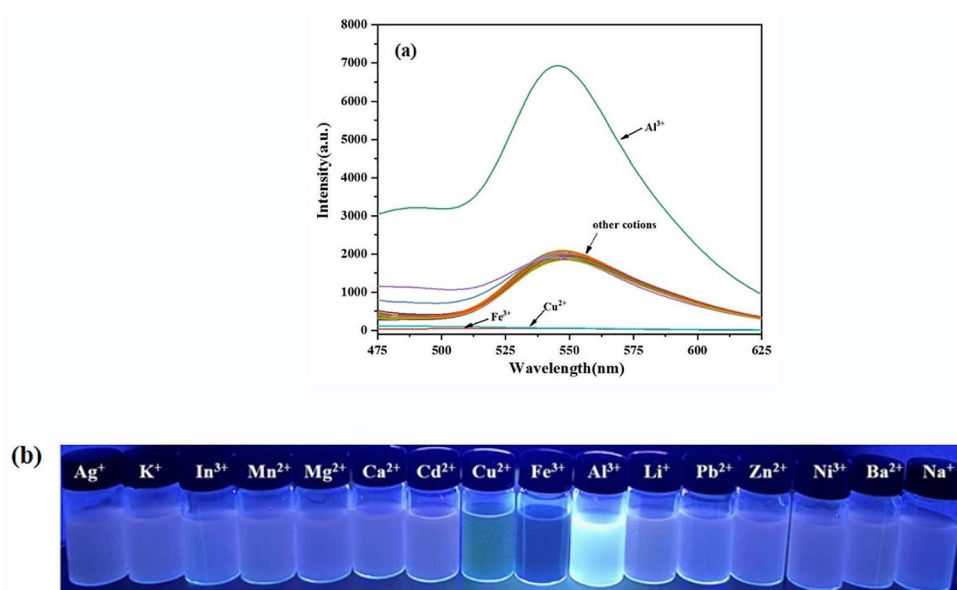 (a)
8000
7000
6000
5000
4000
3000
2000
1000
0
Intensity(a.u.)
Al³⁺
other cotions
Fe³⁺
Cu²⁺
475 500 525 550 575 600 625
Wavelength(nm)
(b)
Ag⁺ K⁺ In³⁺ Mn²⁺ Mg²⁺ Ca²⁺ Cd²⁺ Cu²⁺ Fe³⁺ Al³⁺ Li⁺ Pb²⁺ Zn²⁺ Ni³⁺ Ba²⁺ Na⁺